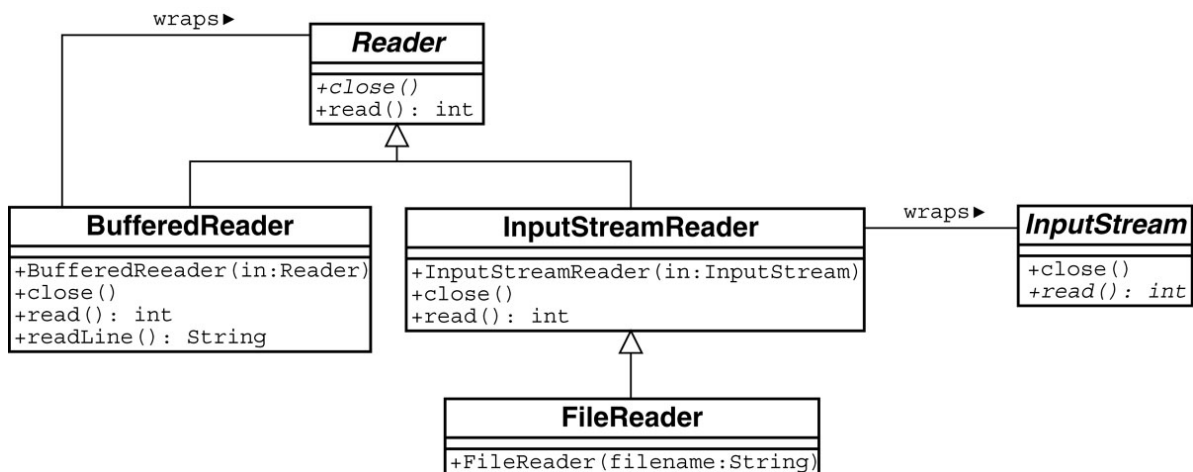 wraps►
Reader
+close()
+read(): int
BufferedReader
+BufferedReeader(in:Reader)
+close()
+read(): int
+readLine(): String
InputStreamReader
+InputStreamReader(in:InputStream)
+close()
+read(): int
wraps►
InputStream
+close()
+read(): int
FileReader
+FileReader(filename:String)